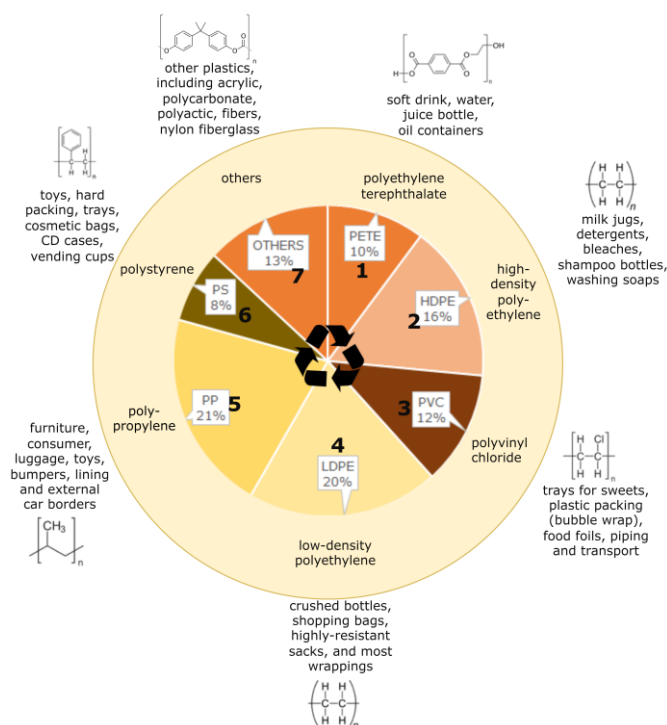 other plastics,
including acrylic,
polycarbonate,
polyactic, fibers,
nylon fiberglass
soft drink, water,
juice bottle,
oil containers
toys, hard
packing, trays,
cosmetic bags,
CD cases,
vending cups
milk jugs,
detergents,
bleaches,
shampoo bottles,
washing soaps
others
polyethylene
terephthalate
polystyrene
high-
density
poly-
ethylene
OTHERS
13%
7
PETE
10%
1
PS
8%
6
2
HDPE
16%
PP
21%
5
3
PVC
12%
4
LDPE
20%
poly-
propylene
polyvinyl
chloride
low-density
polyethylene
furniture,
consumer,
luggage, toys,
bumpers, lining
and external
car borders
trays for sweets,
plastic packing
(bubble wrap),
food foils, piping
and transport
crushed bottles,
shopping bags,
highly-resistant
sacks, and most
wrappings
O
O
O
n
O
O
OH
H
O
O
n
C
C
H
H
H
n
H
H
C
C
H
H
n
H
Cl
C
C
H
H
n
CH3
n
H
H
C
C
H
H
n